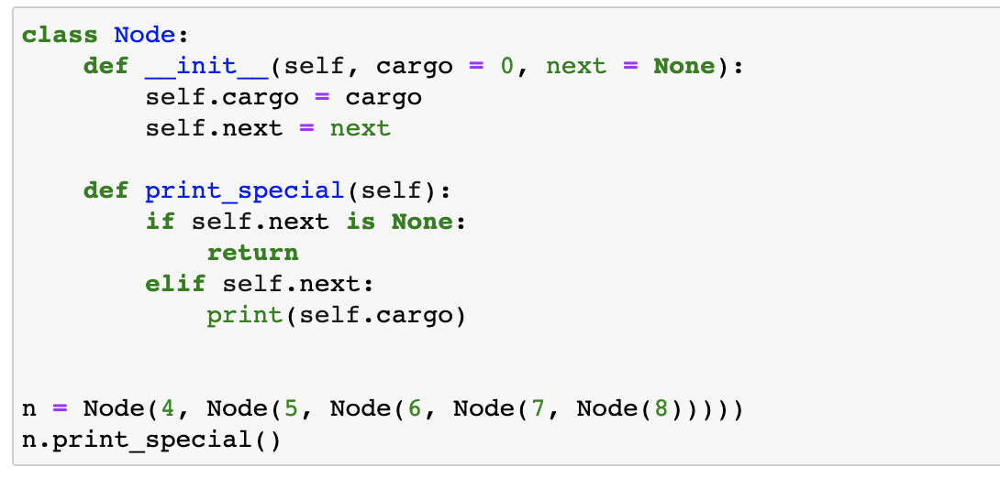 class Node:
    def __init__(self, cargo = 0, next = None):
        self.cargo = cargo
        self.next = next

    def print_special(self):
        if self.next is None:
            return
        elif self.next:
            print(self.cargo)


n = Node(4, Node(5, Node(6, Node(7, Node(8)))))
n.print_special()